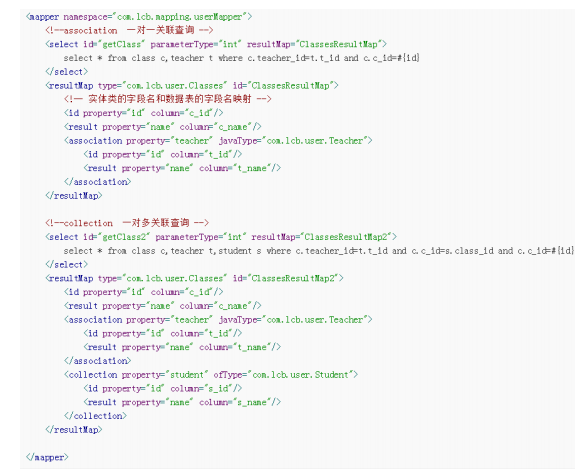 <mapper namespace="com.lcb.mapping.userMapper">
<!--association 一对一关联查询 -->
<select id="getClass" parameterType="int" resultMap="ClassesResultMap">
select * from class c,teacher t where c.teacher_id=t.t_id and c.c_id=#{id}
</select>
<resultMap type="com.lcb.user.Classes" id="ClassesResultMap">
<!-- 实体类的字段名和数据表的字段名映射 -->
<id property="id" column="c_id"/>
<result property="name" column="c_name"/>
<association property="teacher" javaType="com.lcb.user.Teacher">
<id property="id" column="t_id"/>
<result property="name" column="t_name"/>
</association>
</resultMap>
<!--collection 一对多关联查询 -->
<select id="getClass2" parameterType="int" resultMap="ClassesResultMap2">
select * from class c,teacher t,student s where c.teacher_id=t.t_id and c.c_id=s.class_id and c.c_id=#{id}
</select>
<resultMap type="com.lcb.user.Classes" id="ClassesResultMap2">
<id property="id" column="c_id"/>
<result property="name" column="c_name"/>
<association property="teacher" javaType="com.lcb.user.Teacher">
<id property="id" column="t_id"/>
<result property="name" column="t_name"/>
</association>
<collection property="student" ofType="com.lcb.user.Student">
<id property="id" column="s_id"/>
<result property="name" column="s_name"/>
</collection>
</resultMap>
</mapper>